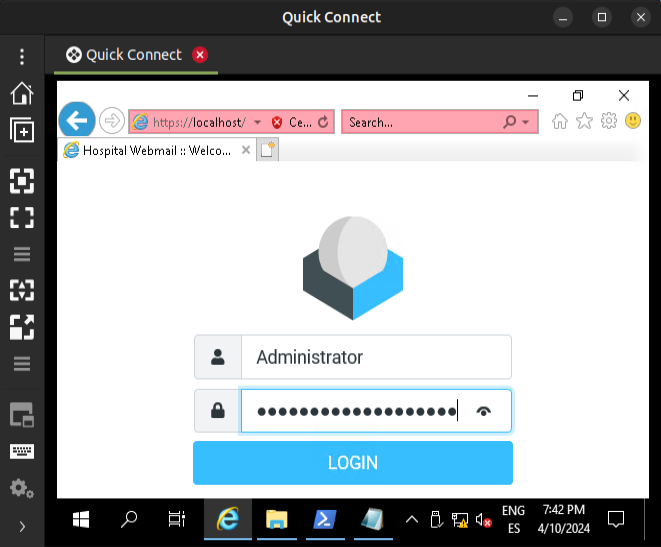 Quick Connect
Quick Connect
https://localhost/
Ce...
Search...
Hospital Webmail :: Welco...
Administrator
LOGIN
ENG
ES
7:42 PM
4/10/2024